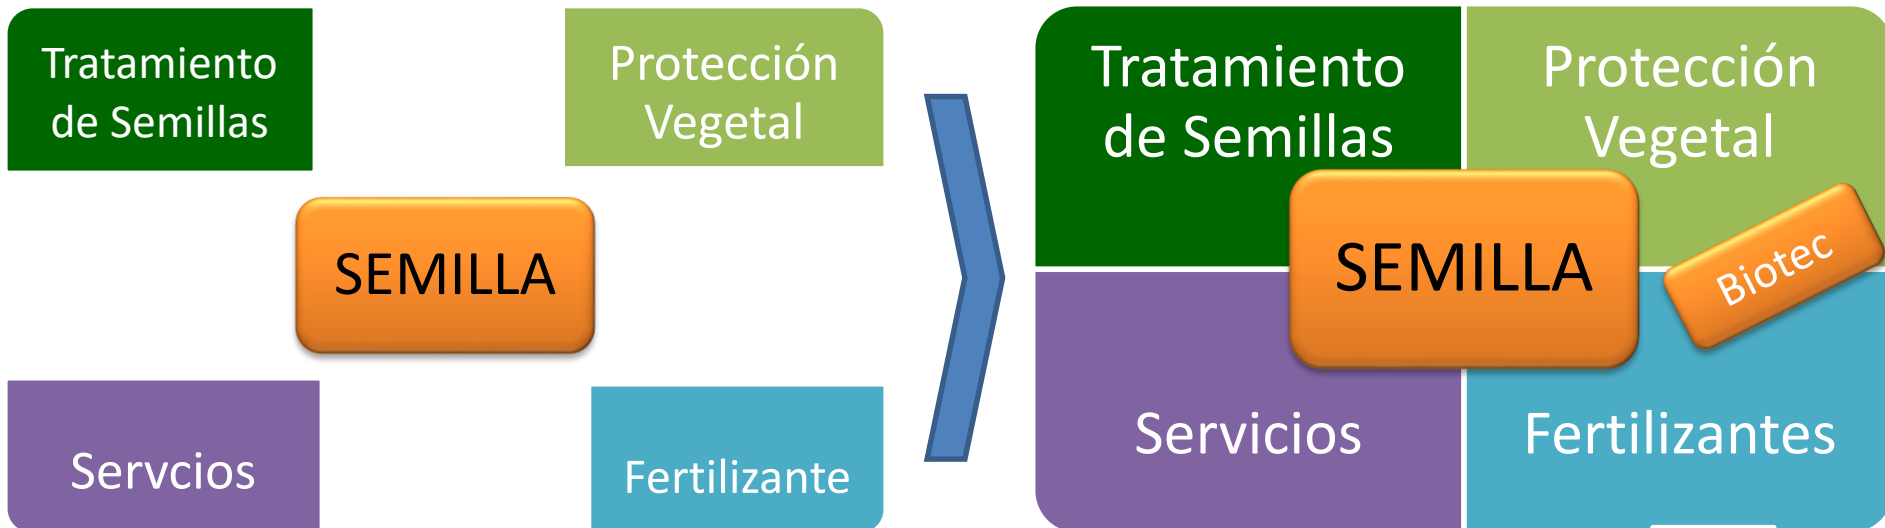 Tratamiento
de Semillas
Protección
Vegetal
SEMILLA
Servcios
Fertilizante
Tratamiento
de Semillas
Protección
Vegetal
SEMILLA
Biotec
Servicios
Fertilizantes